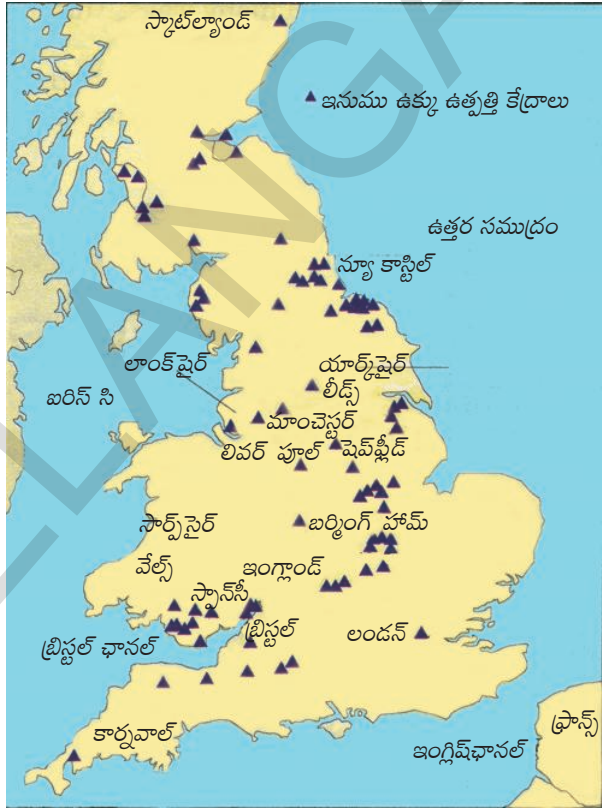 స్కాట్‌ల్యాండ్
ఇనుము ఉక్కు ఉత్పత్తి కేద్రాలు
ఉత్తర సముద్రం
న్యూ కాస్టిల్
లాంక్‌షైర్
యార్క్‌షైర్
లీడ్స్
ఐరిస్ సి
మాంచెస్టర్
లివర్ పూల్
షెవ్‌ఫ్లీడ్
సార్ప్‌సైర్
బర్మింగ్ హామ్
వేల్స్
ఇంగ్లాండ్
స్వాన్‌సీ
బ్రిస్టల్
లండన్
బ్రిస్టల్ ఛానల్
కార్నవాల్
ఇంగ్లిష్‌ఛానల్
ఫ్రాన్స్